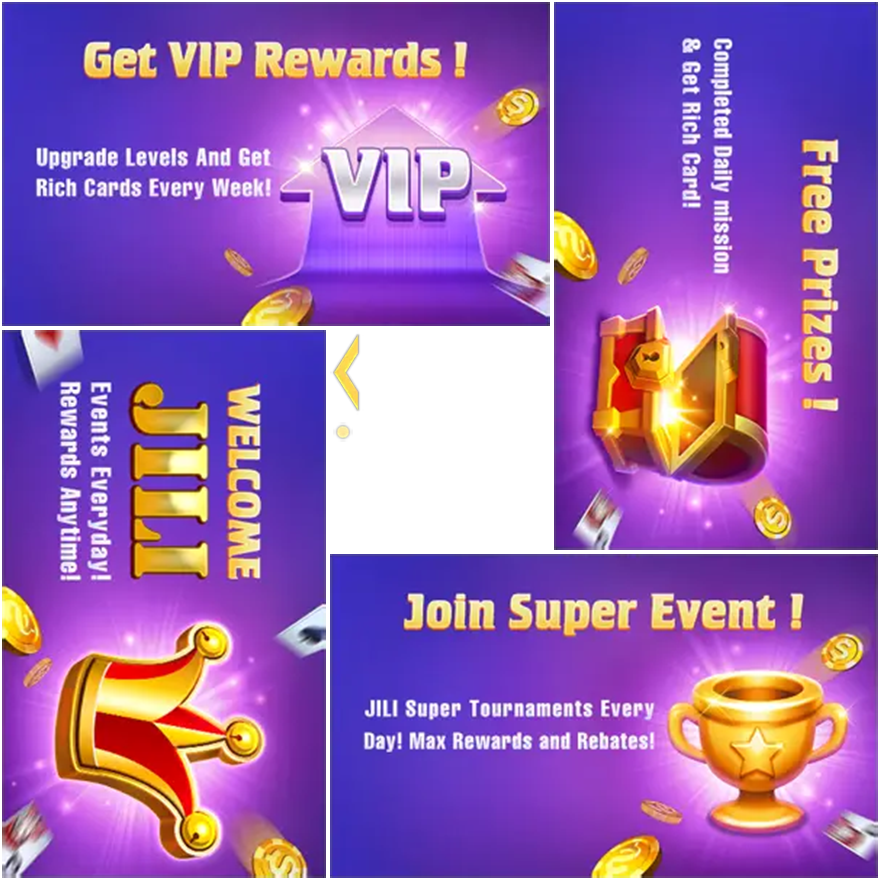 Get VIP Rewards !
Upgrade Levels And Get
Rich Cards Every Week!
VIP
Free Prizes !
Completed Daily mission
& Get Rich Card!
WELCOME
JILI
Events Everyday!
Rewards Anytime!
Join Super Event !
JILI Super Tournaments Every
Day! Max Rewards and Rebates!